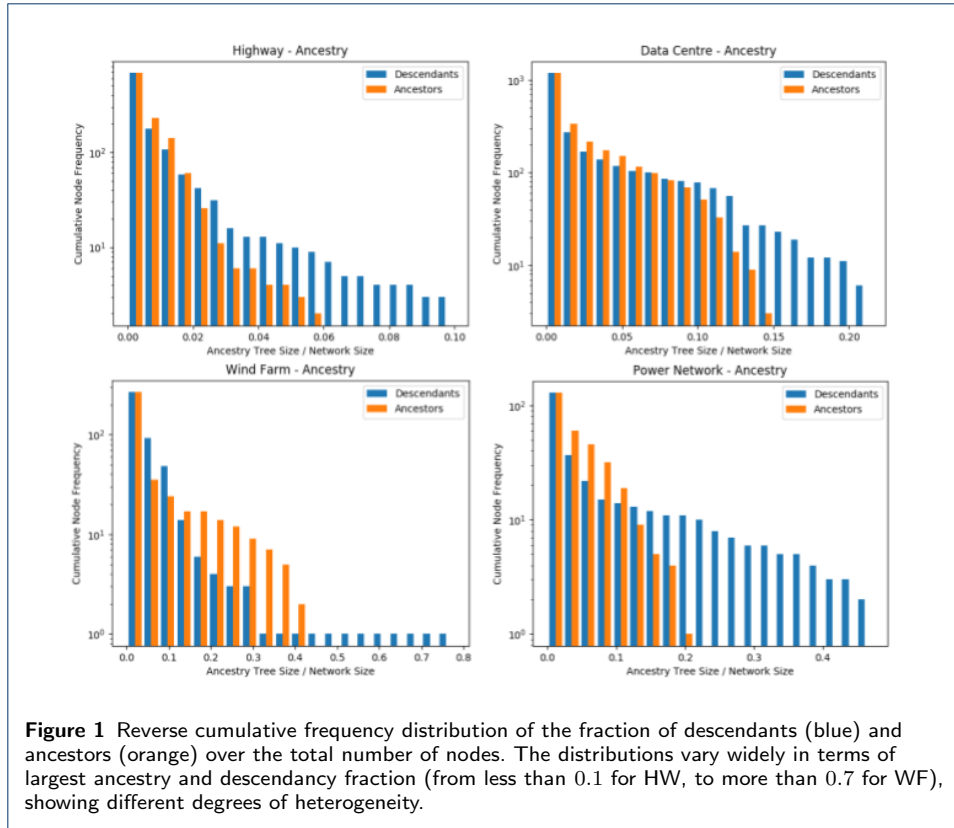 Highway - Ancestry
Cumulative Node Frequency
10²
10¹
Descendants
Ancestors
0.00 0.02 0.04 0.06 0.08 0.10
Ancestry Tree Size / Network Size
Data Centre - Ancestry
Cumulative Node Frequency
10³
10²
10¹
Descendants
Ancestors
0.00 0.05 0.10 0.15 0.20
Ancestry Tree Size / Network Size
Wind Farm - Ancestry
Cumulative Node Frequency
10²
10¹
10⁰
Descendants
Ancestors
0.0 0.1 0.2 0.3 0.4 0.5 0.6 0.7 0.8
Ancestry Tree Size / Network Size
Power Network - Ancestry
Cumulative Node Frequency
10²
10¹
10⁰
Descendants
Ancestors
0.0 0.1 0.2 0.3 0.4
Ancestry Tree Size / Network Size
Figure 1 Reverse cumulative frequency distribution of the fraction of descendants (blue) and
ancestors (orange) over the total number of nodes. The distributions vary widely in terms of
largest ancestry and descendancy fraction (from less than 0.1 for HW, to more than 0.7 for WF),
showing different degrees of heterogeneity.